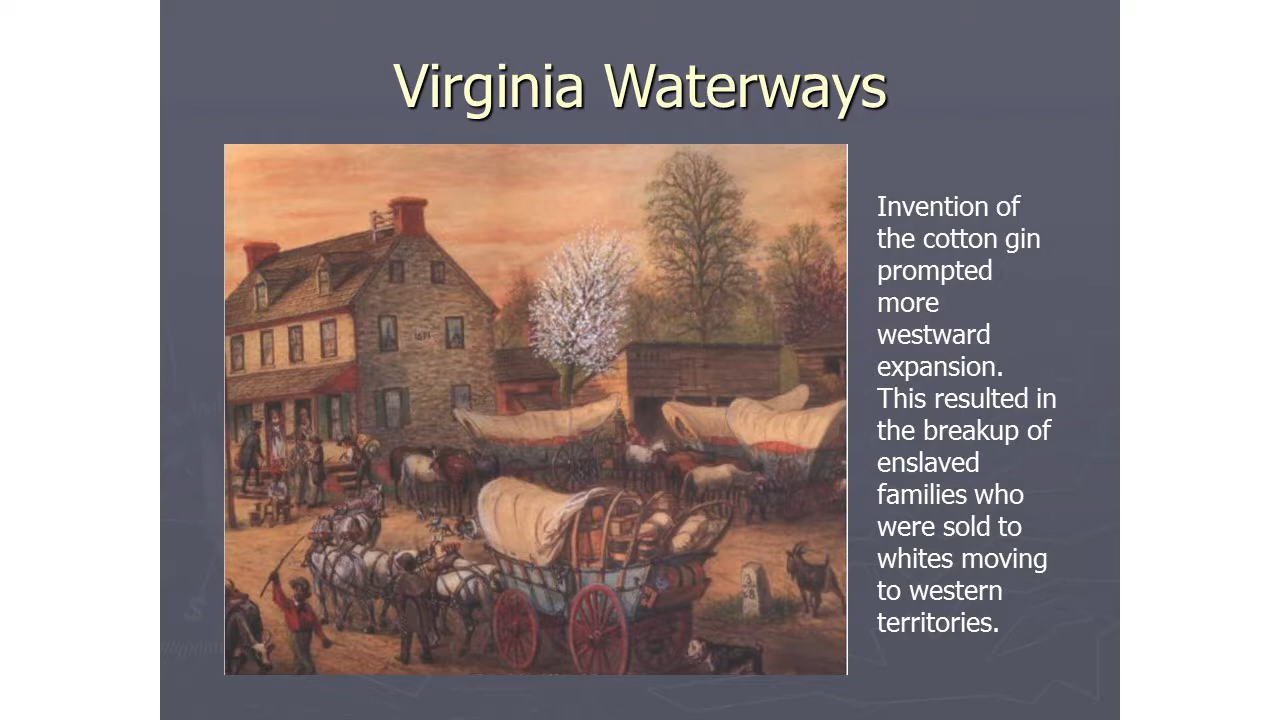 Virginia Waterways
Invention of
the cotton gin
prompted
more
westward
expansion.
This resulted in
the breakup of
enslaved
families who
were sold to
whites moving
to western
territories.